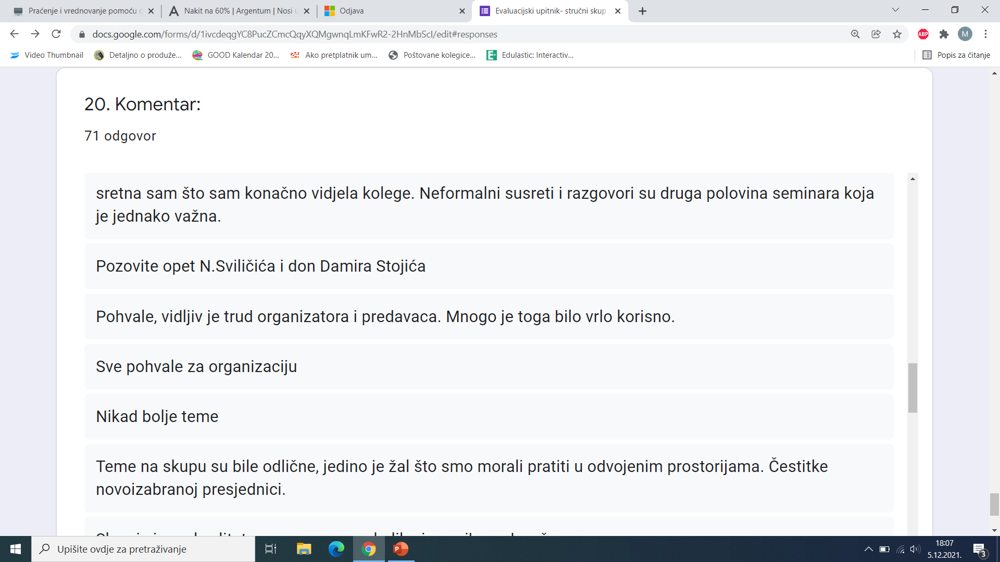 Praćenje i vrednovanje pomoću
Nakit na 60% | Argentum | Nosi
Odjava
Evaluacijski upitnik- stručni skup
docs.google.com/forms/d/1ivcdeqgYC8PucZCmcQqyXQMgwnqLmKFwR2-2HnMbScI/edit#responses
ABP
M
Video Thumbnail
Detaljno o produže...
GOOD Kalendar 20...
Ako pretplatnik um...
Poštovane kolegice...
Edulastic: Interactiv...
Popis za čitanje
20. Komentar:
71 odgovor
sretna sam što sam konačno vidjela kolege. Neformalni susreti i razgovori su druga polovina seminara koja
je jednako važna.
Pozovite opet N.Sviličića i don Damira Stojića
Pohvale, vidljiv je trud organizatora i predavaca. Mnogo je toga bilo vrlo korisno.
Sve pohvale za organizaciju
Nikad bolje teme
Teme na skupu su bile odlične, jedino je žal što smo morali pratiti u odvojenim prostorijama. Čestitke
novoizabranoj presjednici.
Upišite ovdje za pretraživanje
18:07
5.12.2021.
3